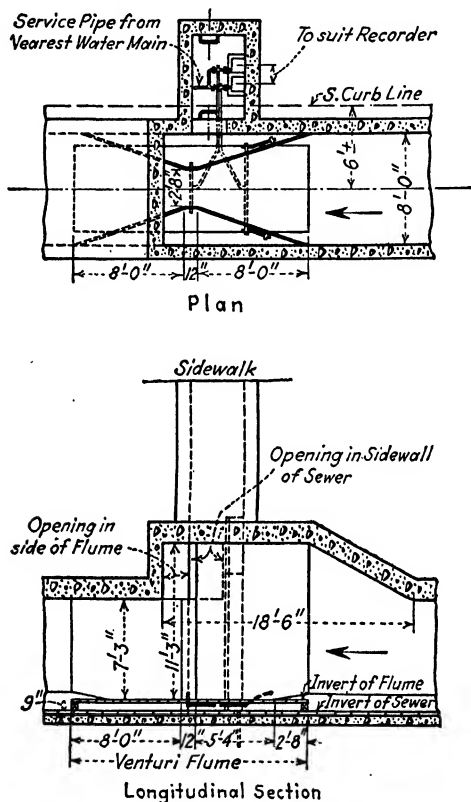 Service Pipe from
Nearest Water Main
To suit Recorder
S. Curb Line
6'±
2'8"
8'-0"
8'-0"
12"
8'-0"
Plan
Sidewalk
Opening in Sidewall
of Sewer
Opening in
side of Flume
18'-6"
7'-3"
11'-3"
Invert of Flume
Invert of Sewer
9"
8'-0"
12"
5'-4"
2'-8"
Venturi Flume
Longitudinal Section